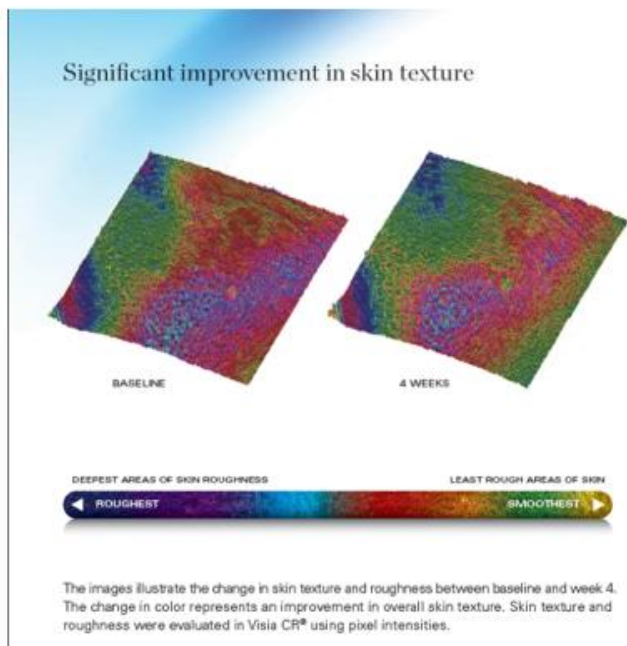 Significant improvement in skin texture
BASELINE
4 WEEKS
DEEPEST AREAS OF SKIN ROUGHNESS
LEAST ROUGH AREAS OF SKIN
ROUGHEST
SMOOTHEST
The images illustrate the change in skin texture and roughness between baseline and week 4.
The change in color represents an improvement in overall skin texture. Skin texture and
roughness were evaluated in Visia CR® using pixel intensities.